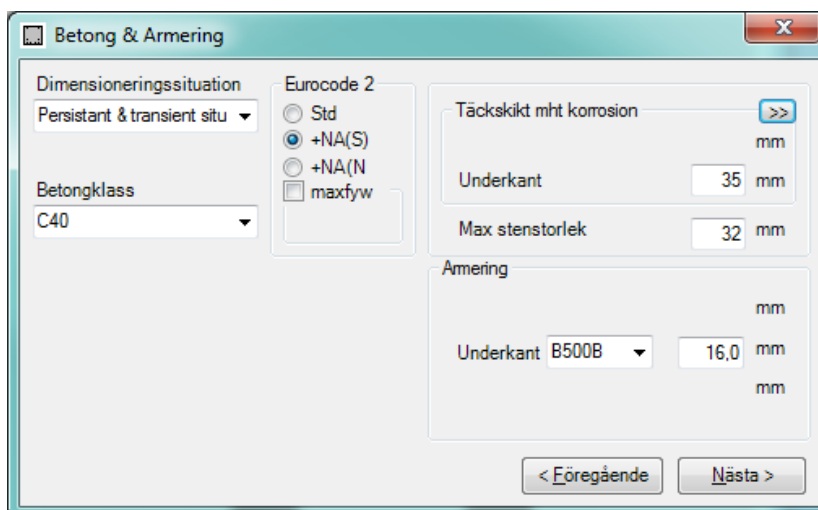 Betong & Armering
Dimensioneringssituation
Persistant & transient situ
Betongklass
C40
Eurocode 2
Std
+NA(S)
+NA(N
maxfyw
Täckskikt mht korrosion
>>
mm
Underkant 35 mm
Max stenstorlek 32 mm
Armering
mm
Underkant B500B 16,0 mm
mm
< Föregående
Nästa >